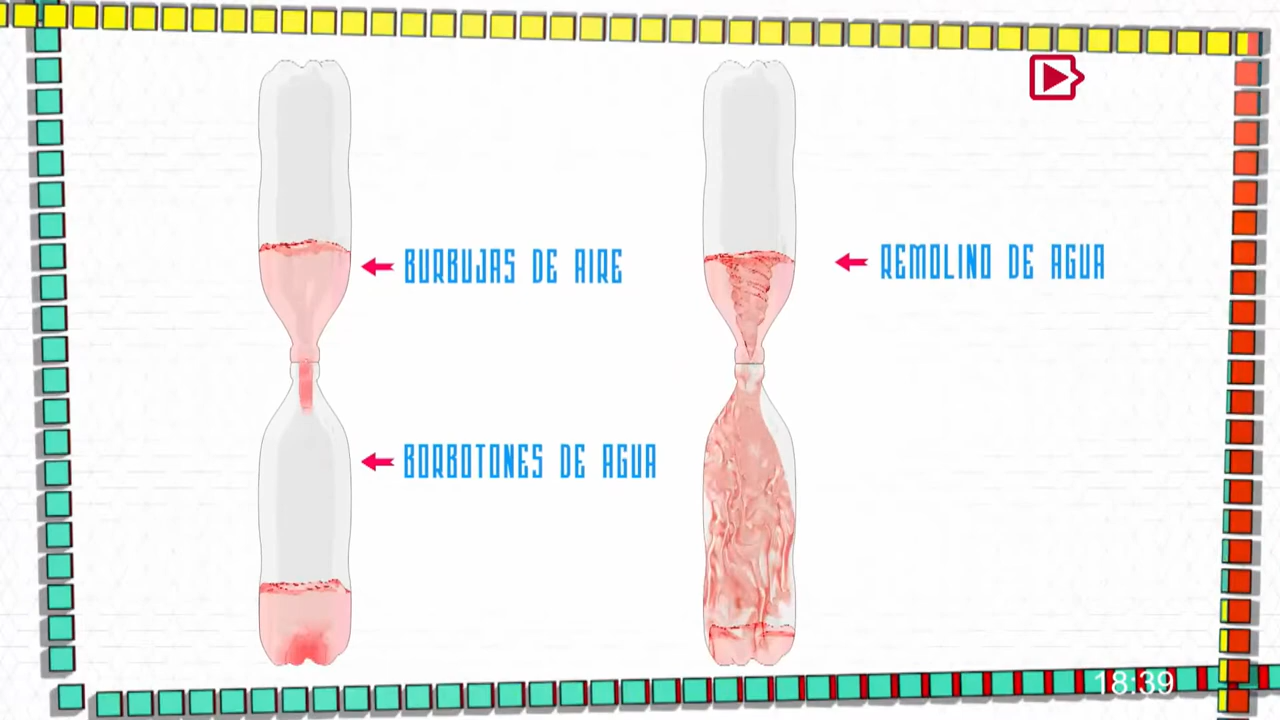 BURBUJAS DE AIRE
REMOLINO DE AGUA
BORBOTONES DE AGUA
18:39